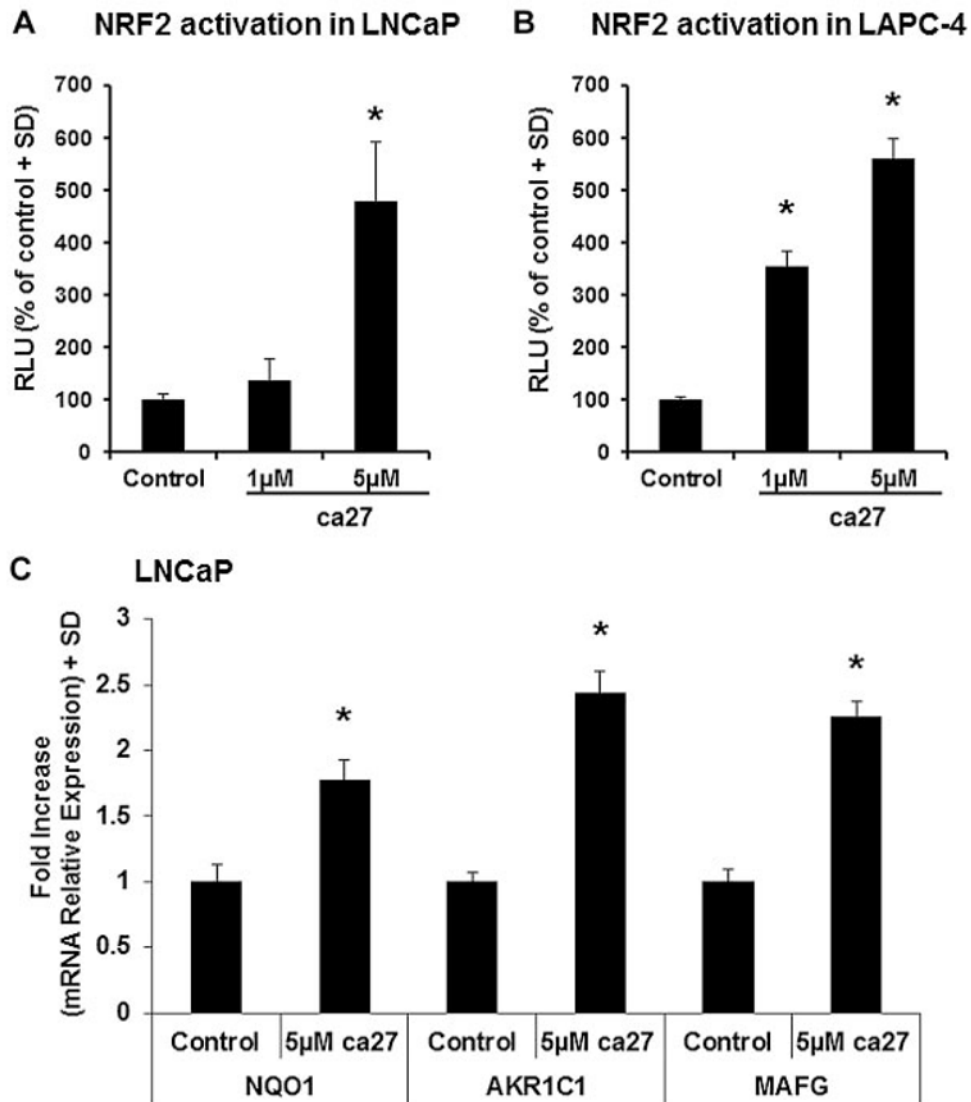 A NRF2 activation in LNCaP
RLU (% of control + SD)
700
600
500
400
300
200
100
0
*
Control 1µM 5µM
ca27
B NRF2 activation in LAPC-4
RLU (% of control + SD)
700
600
500
400
300
200
100
0
*
*
Control 1µM 5µM
ca27
C LNCaP
Fold Increase
(mRNA Relative Expression) + SD
3
2.5
2
1.5
1
0.5
0
*
*
*
Control 5µM ca27 Control 5µM ca27 Control 5µM ca27
NQO1 AKR1C1 MAFG